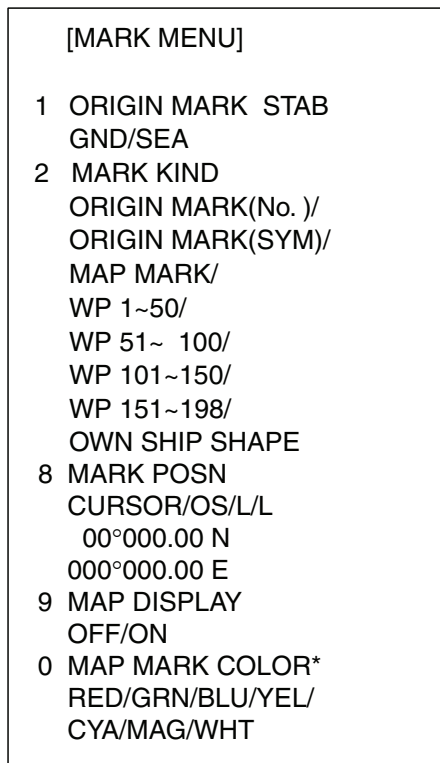 [MARK MENU]
1 ORIGIN MARK STAB
GND/SEA
2 MARK KIND
ORIGIN MARK(No. )/
ORIGIN MARK(SYM)/
MAP MARK/
WP 1~50/
WP 51~ 100/
WP 101~150/
WP 151~198/
OWN SHIP SHAPE
8 MARK POSN
CURSOR/OS/L/L
00°000.00 N
000°000.00 E
9 MAP DISPLAY
OFF/ON
0 MAP MARK COLOR*
RED/GRN/BLU/YEL/
CYA/MAG/WHT